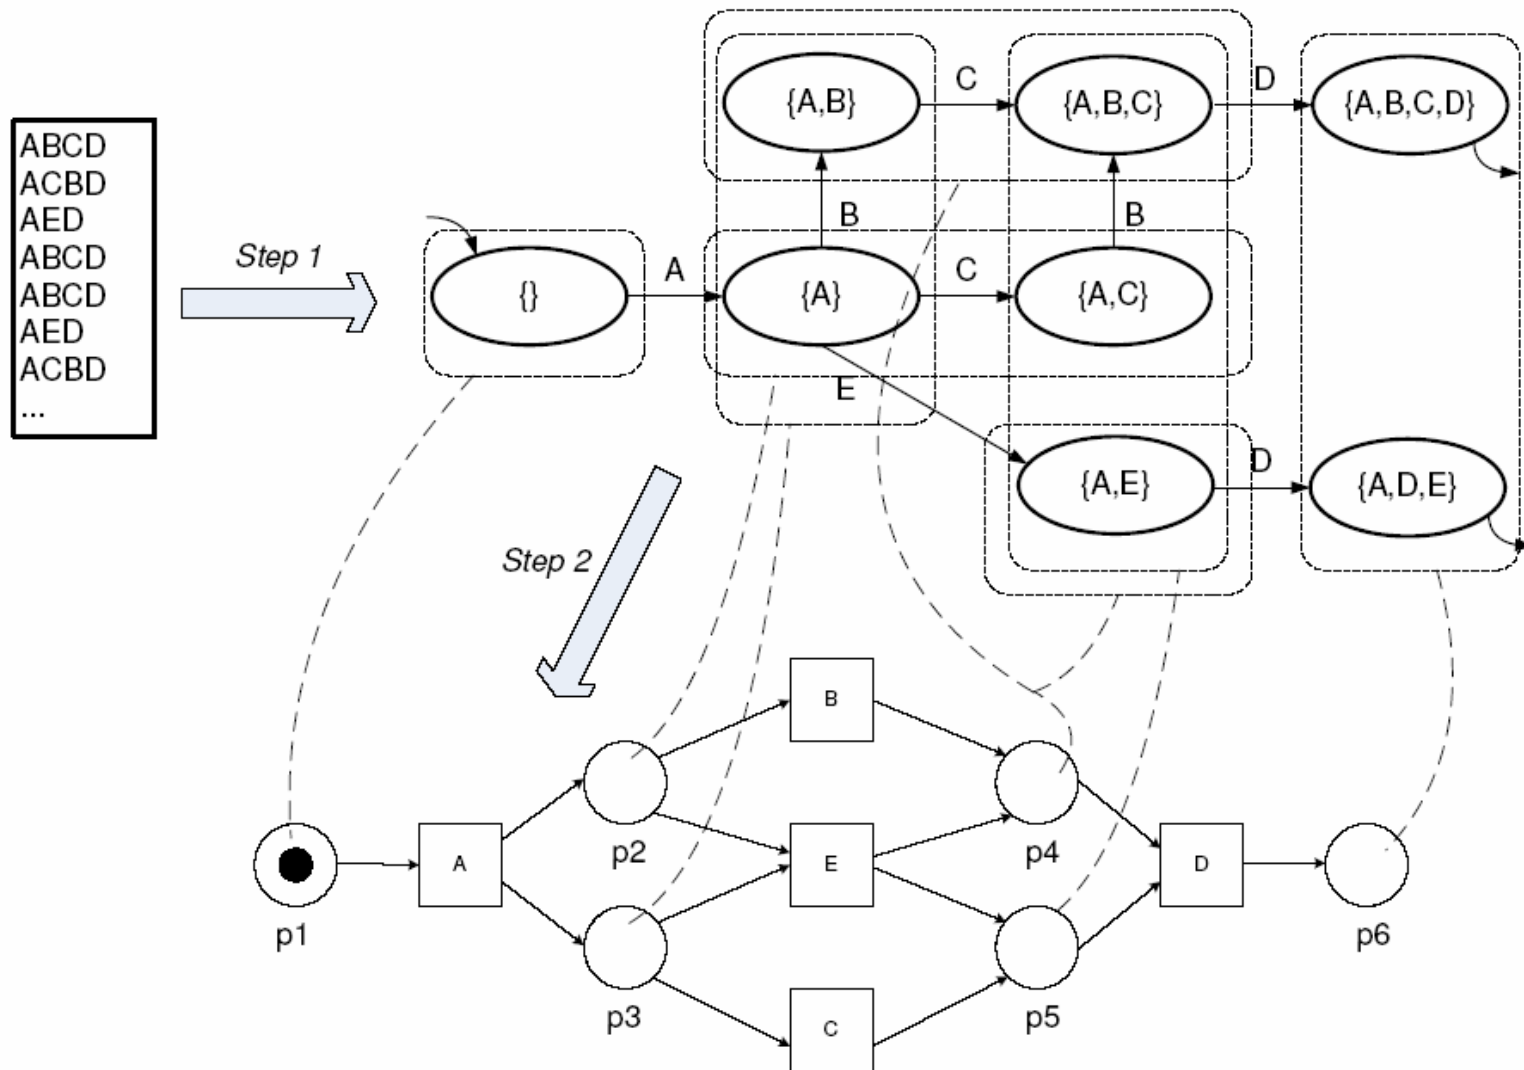 ABCD
ACBD
AED
ABCD
ABCD
AED
ACBD
...
Step 1
{}
A
{A,B}
C
{A,B,C}
D
{A,B,C,D}
B
B
{A}
C
{A,C}
E
{A,E}
D
{A,D,E}
Step 2
B
p2
E
p4
A
D
p1
p6
p3
C
p5